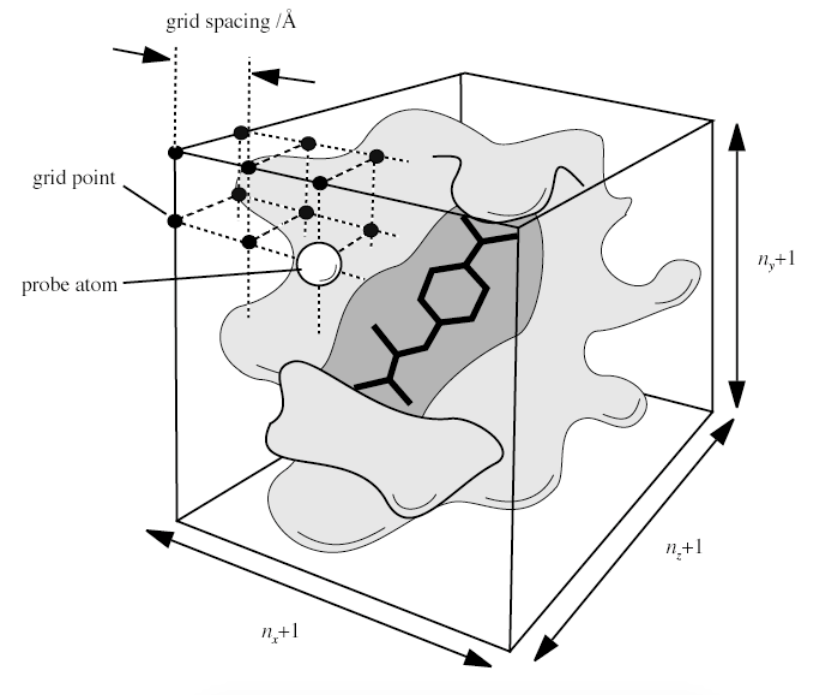 grid spacing /Å
grid point
probe atom
n_y+1
n_z+1
n_x+1